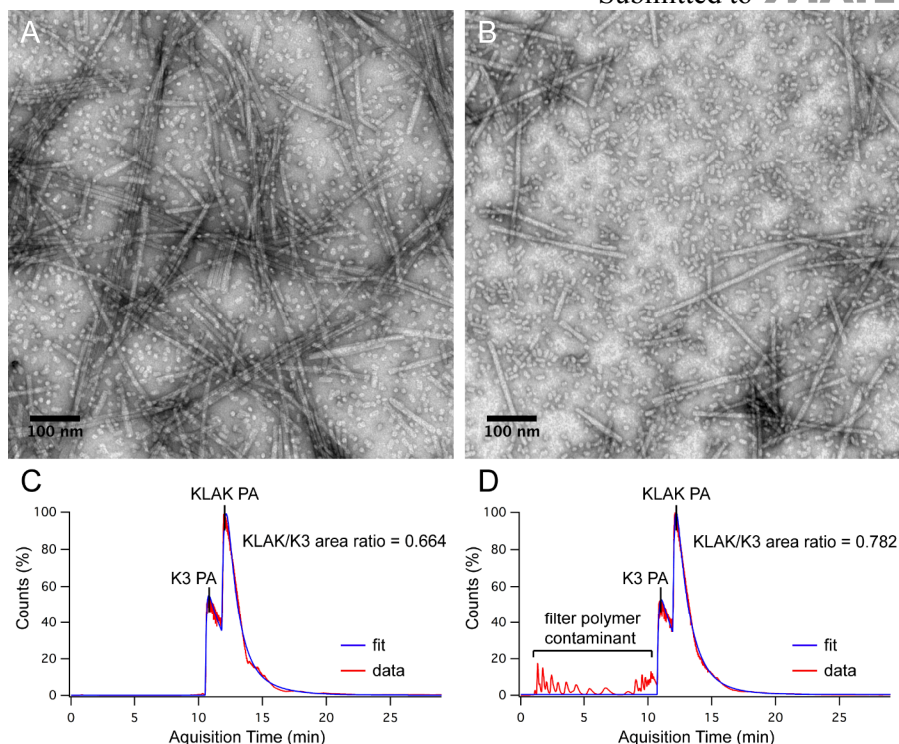 Submitted to
A
B
100 nm
100 nm
C
D
KLAK PA
KLAK/K3 area ratio = 0.664
K3 PA
fit
data
Counts (%)
100
80
60
40
20
0
0 5 10 15 20 25
Aquisition Time (min)
KLAK PA
KLAK/K3 area ratio = 0.782
K3 PA
filter polymer
contaminant
fit
data
Counts (%)
100
80
60
40
20
0
0 5 10 15 20 25
Aquisition Time (min)